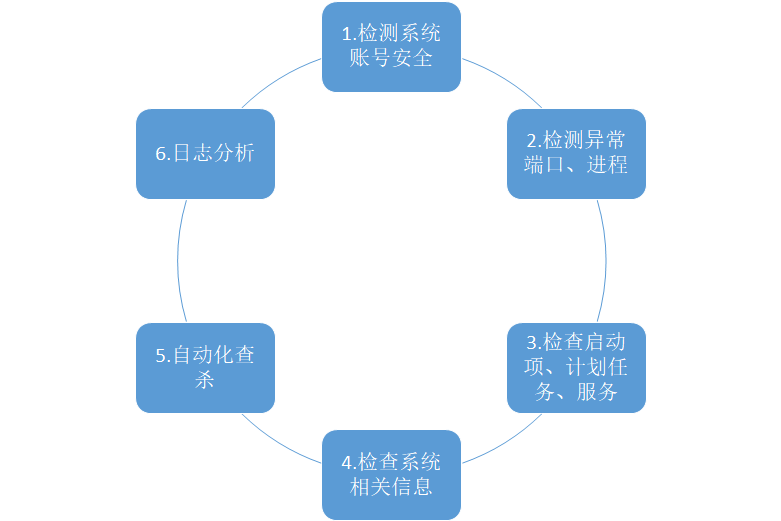 1.检测系统
账号安全
2.检测异常
端口、进程
3.检查启动
项、计划任
务、服务
4.检查系统
相关信息
5.自动化查
杀
6.日志分析